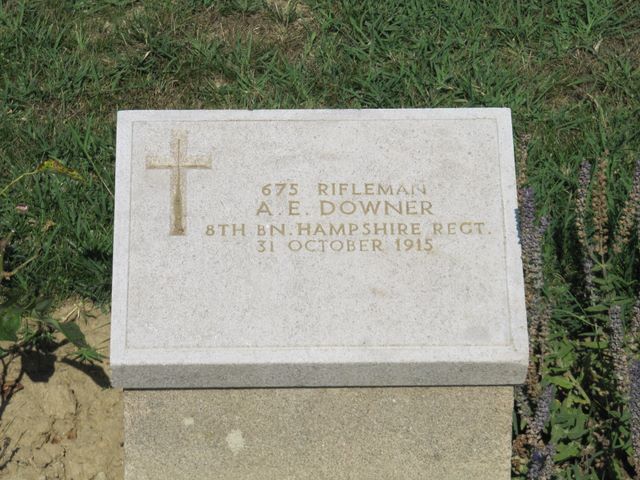 675 RIFLEMAN
A. E. DOWNER
8TH BN. HAMPSHIRE REGT.
31 OCTOBER 1915